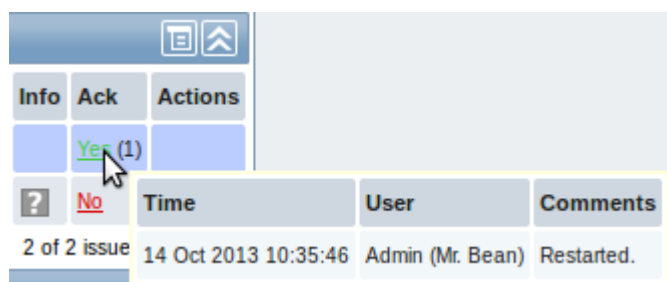 Info Ack Actions
Yes (1)
? No
Time User Comments
2 of 2 issue
14 Oct 2013 10:35:46 Admin (Mr. Bean) Restarted.